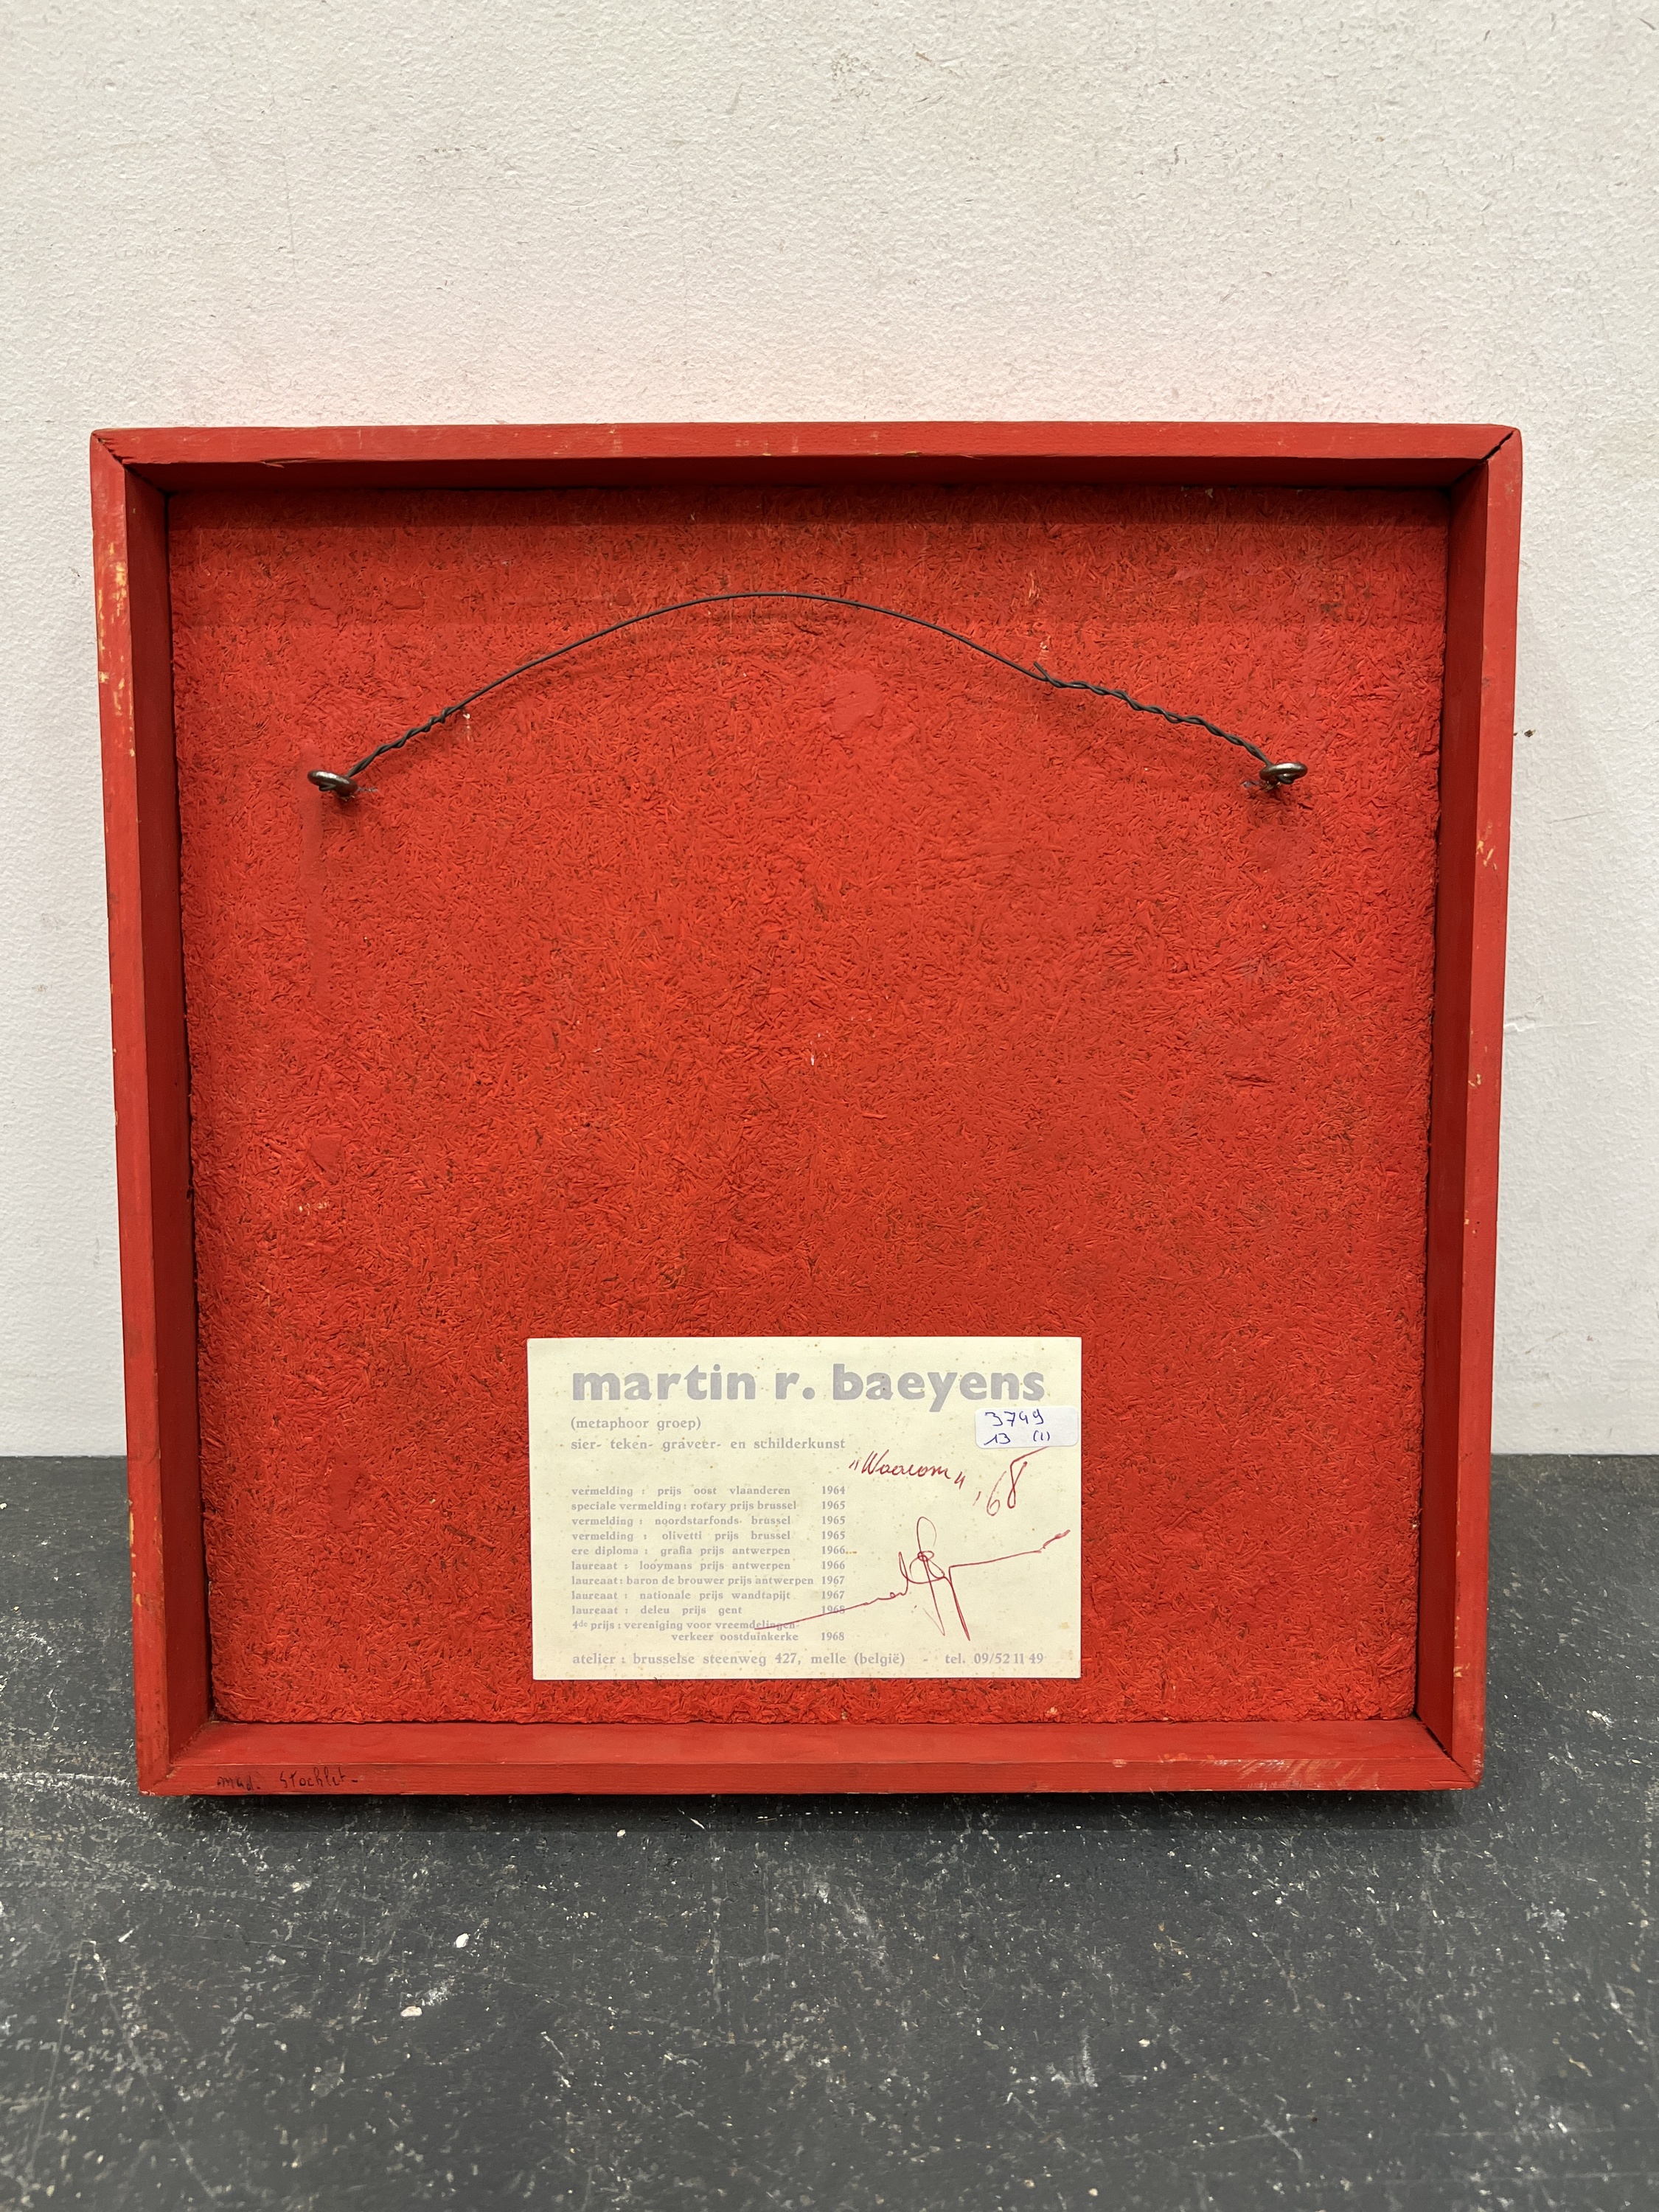 martin r. baeyens
(metaphoor groep)
3749
13 (1)
sier- teken- graveer- en schilderkunst
"Waarom" '68
vermelding : prijs oost vlaanderen 1964
speciale vermelding : rotary prijs brussel 1965
vermelding : noordstarfonds brussel 1965
vermelding : olivetti prijs brussel 1965
ere diploma : grafia prijs antwerpen 1966
laureaat : looymans prijs antwerpen 1966
laureaat : baron de brouwer prijs antwerpen 1967
laureaat : nationale prijs wandtapijt 1967
laureaat : deleu prijs gent 1968
4de prijs : vereniging voor vreemdelingen-
verkeer oostduinkerke 1968
atelier : brusselse steenweg 427, melle (belgië) - tel. 09/52 11 49